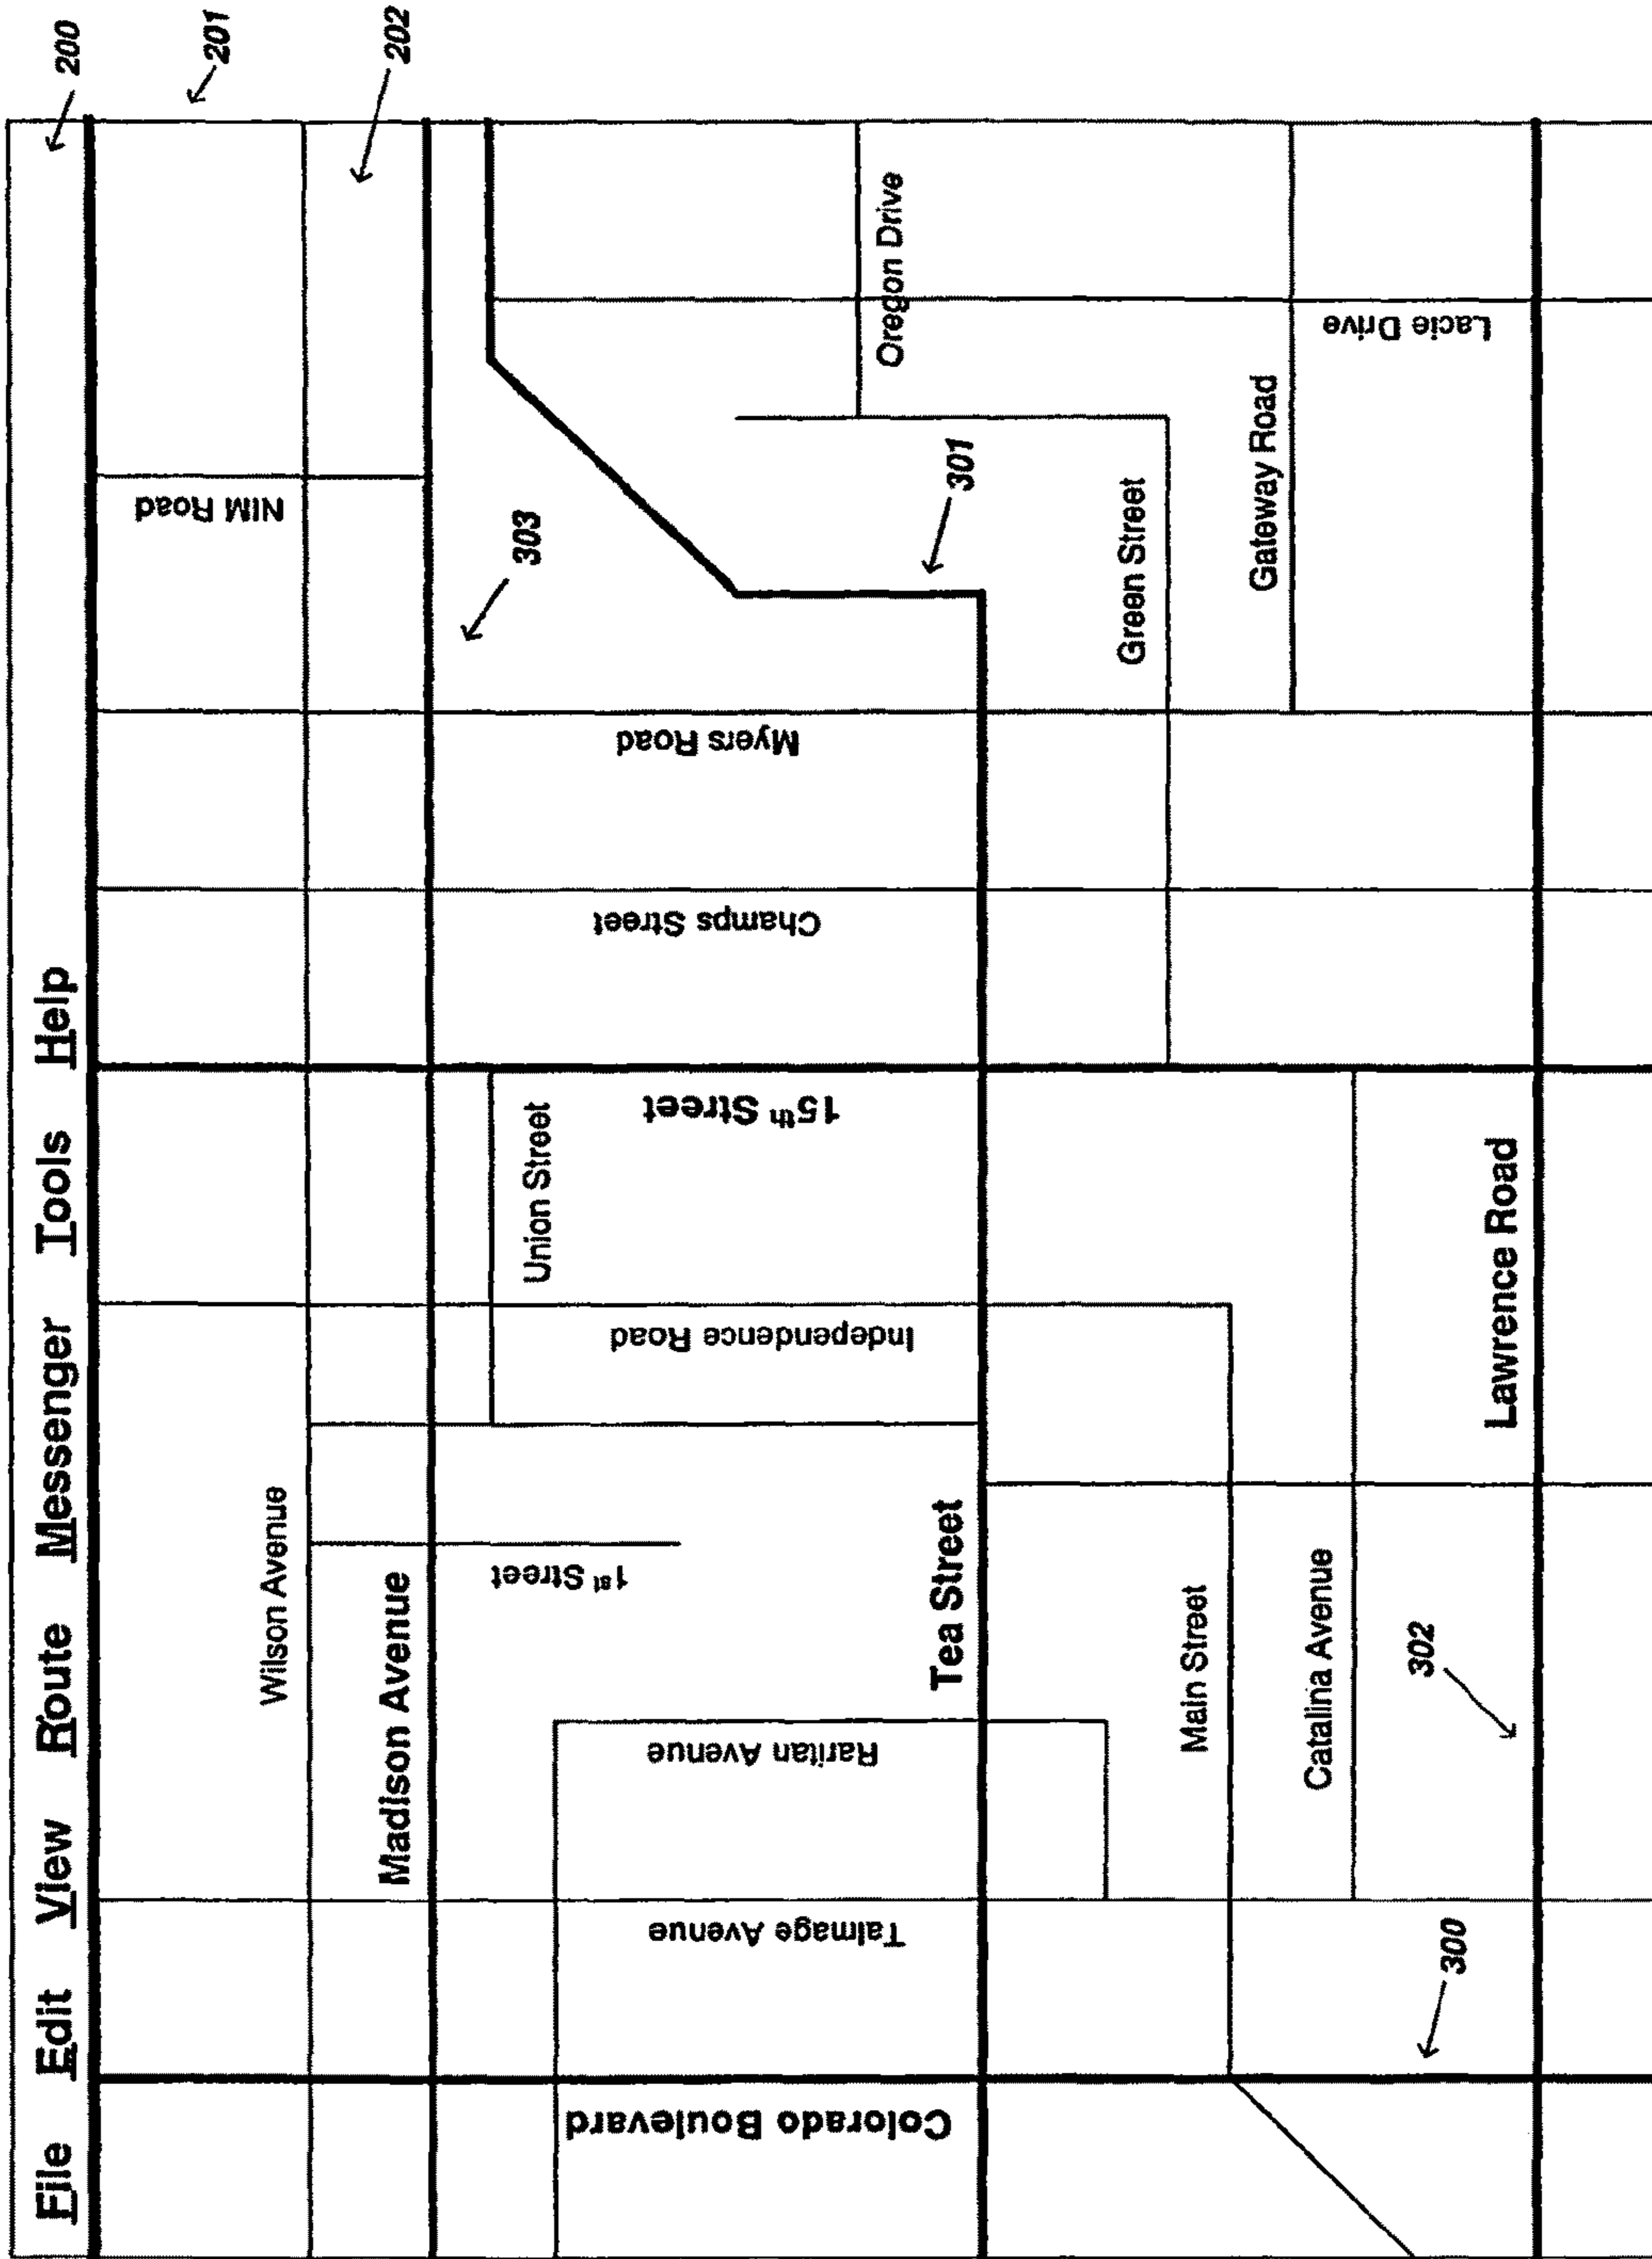 File Edit View Route Messenger Tools Help
200
201
202
NIM Road
Wilson Avenue
Madison Avenue
303
Union Street
1st Street
Myers Road
Champs Street
15th Street
Independence Road
Raritan Avenue
Talmage Avenue
Colorado Boulevard
Oregon Drive
301
Tea Street
Green Street
Main Street
Gateway Road
Catalina Avenue
Lacie Drive
302
300
Lawrence Road